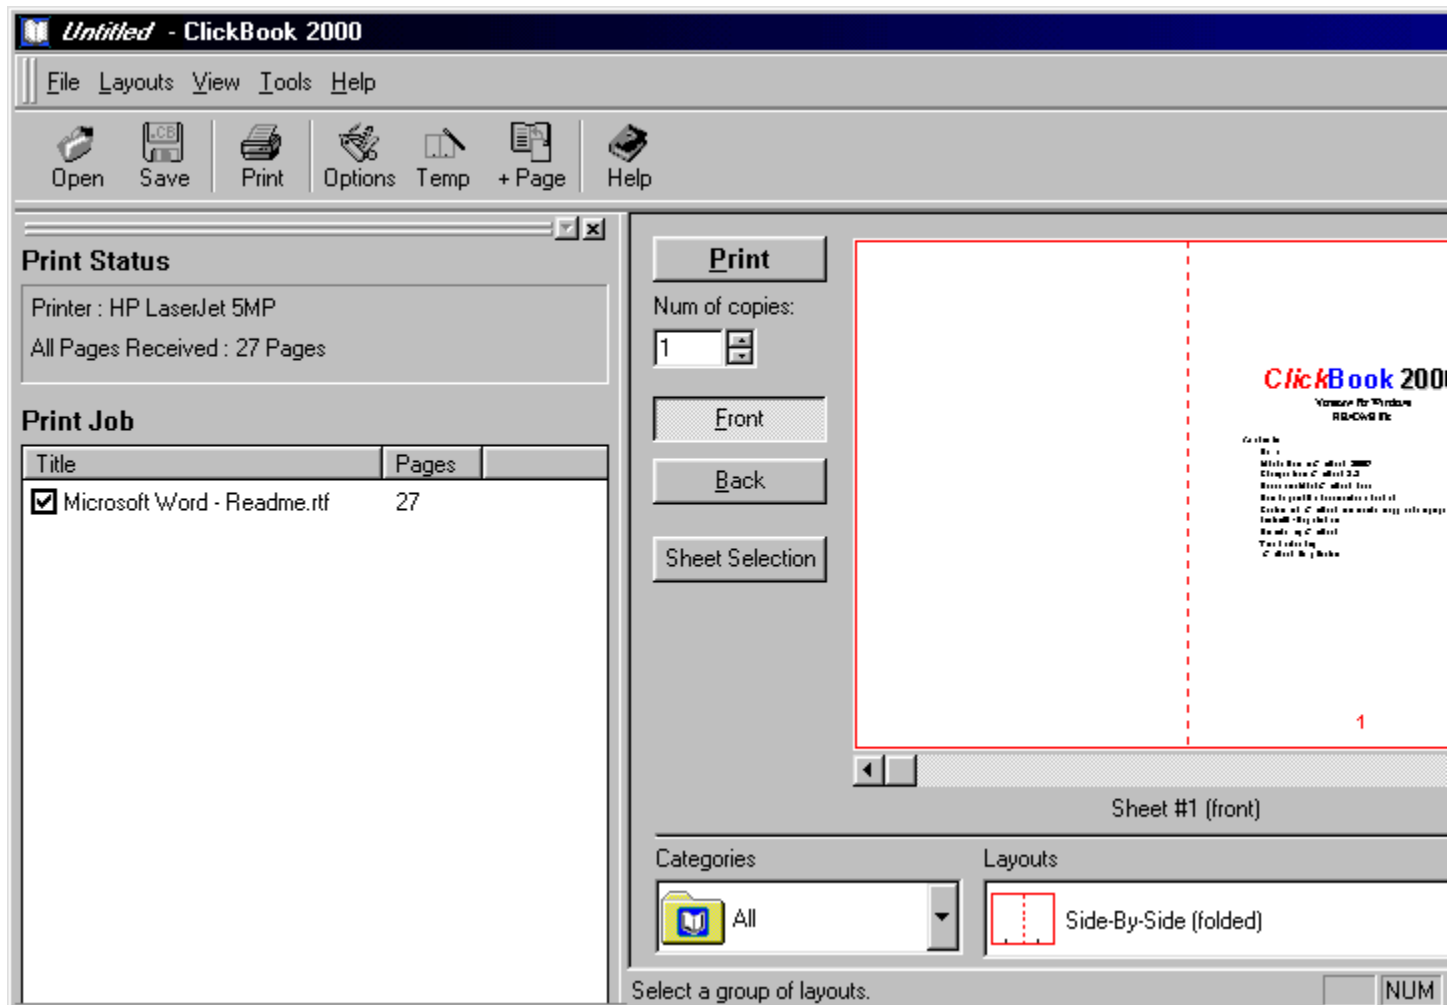 Untitled - ClickBook 2000
File Layouts View Tools Help
.CB
Open Save Print Options Temp + Page Help
Print Status
Printer : HP LaserJet 5MP
All Pages Received : 27 Pages
Print Job
Title Pages
Microsoft Word - Readme.rtf 27
Print
Num of copies:
1
Front
Back
Sheet Selection
ClickBook 200
1
Sheet #1 (front)
Categories
All
Layouts
Side-By-Side (folded)
Select a group of layouts.
NUM